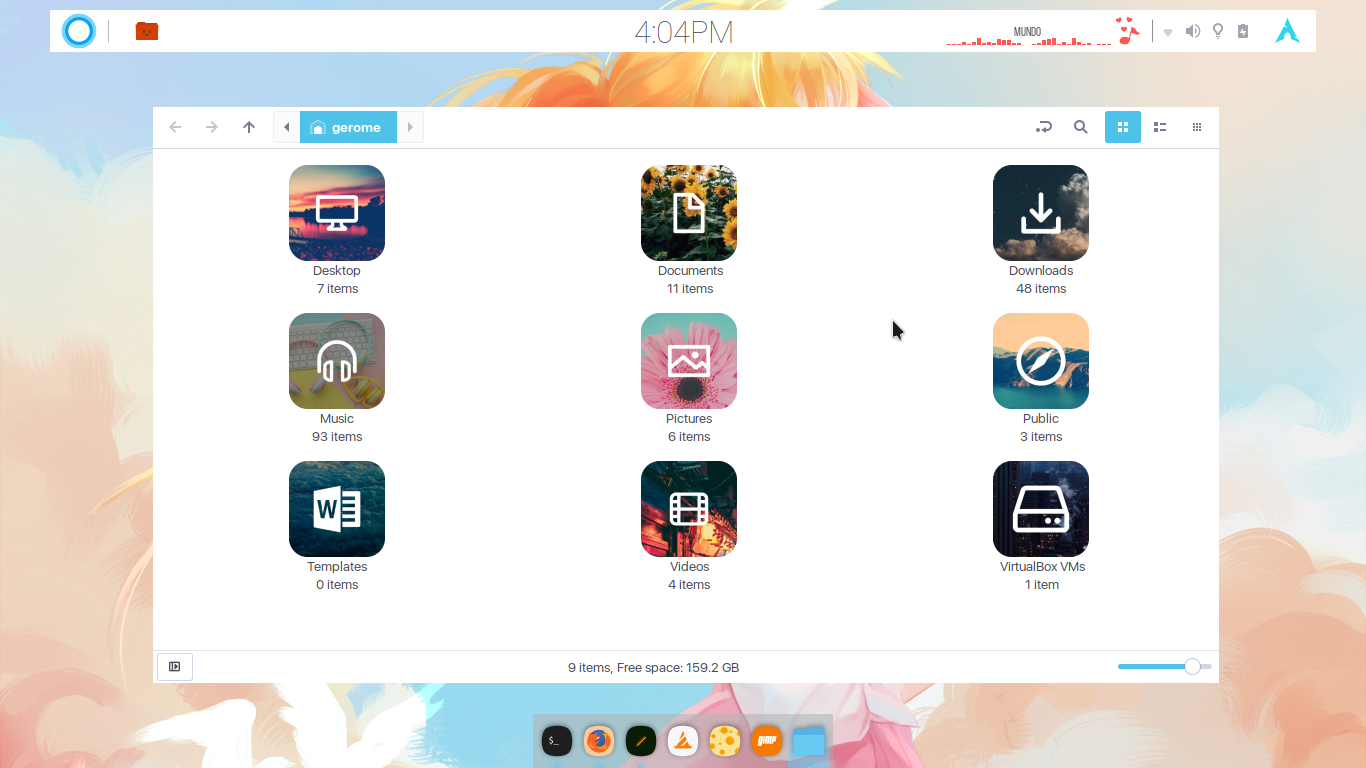 4:04PM
MUNDO
gerome
Desktop
7 items
Documents
11 items
Downloads
48 items
Music
93 items
Pictures
6 items
Public
3 items
W
Templates
0 items
Videos
4 items
VirtualBox VMs
1 item
9 items, Free space: 159.2 GB
$_
GIMP